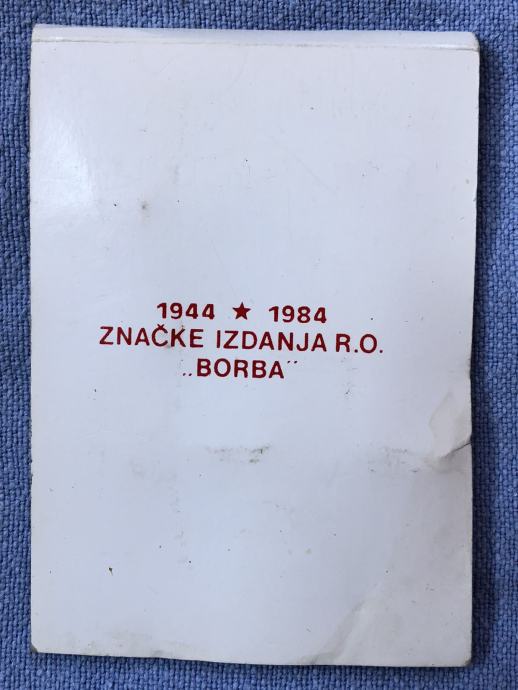 1944 ★ 1984
ZNAČKE IZDANJA R.O.
„BORBA"